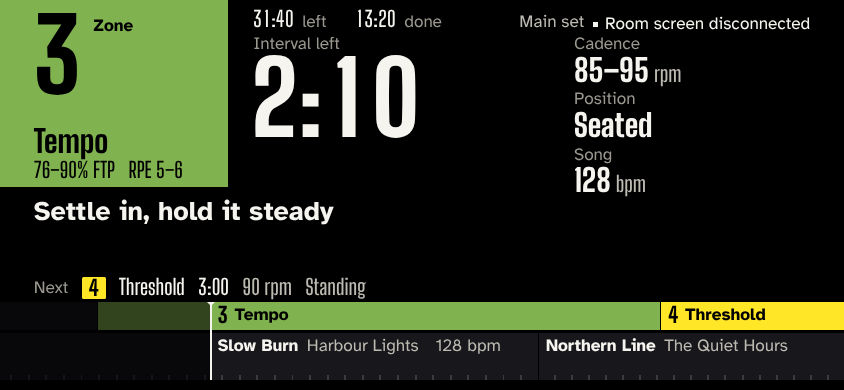 3 Zone
Tempo
76–90% FTP RPE 5–6
31:40 left 13:20 done
Interval left
2:10
Main set ▪ Room screen disconnected
Cadence
85–95 rpm
Position
Seated
Song
128 bpm
Settle in, hold it steady
Next 4 Threshold 3:00 90 rpm Standing
3 Tempo 4 Threshold
Slow Burn Harbour Lights 128 bpm Northern Line The Quiet Hours